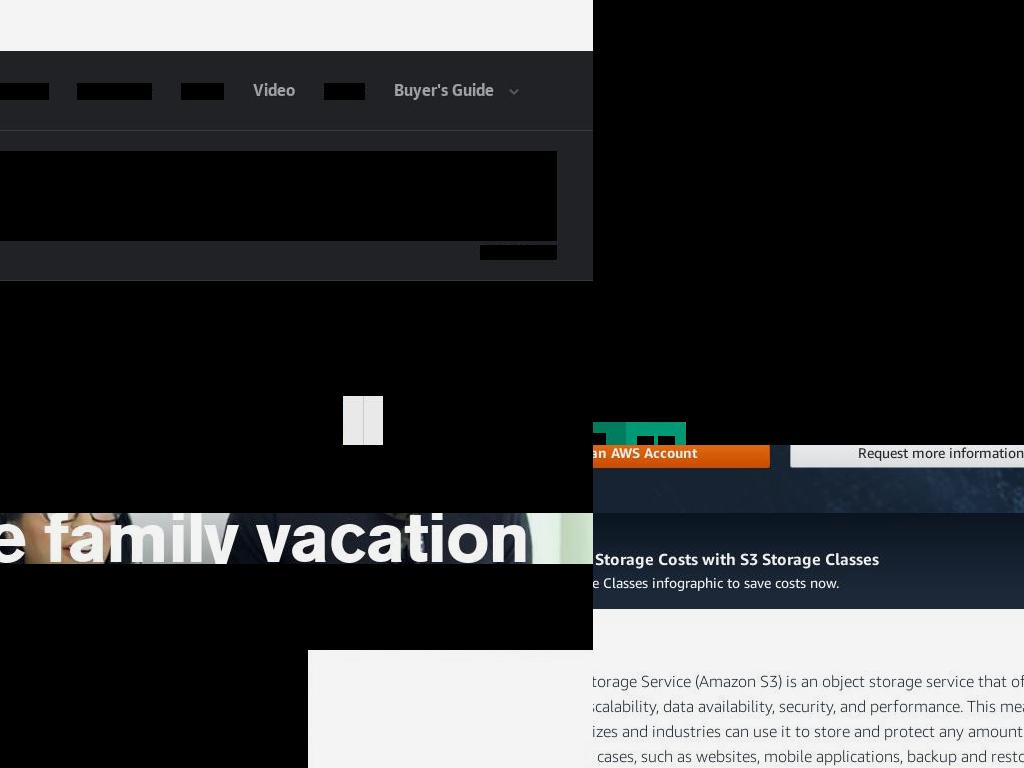 Video Buyer's Guide
an AWS Account
Request more information
e family vacation
Storage Costs with S3 Storage Classes
e Classes infographic to save costs now.
torage Service (Amazon S3) is an object storage service that of
scalability, data availability, security, and performance. This mea
izes and industries can use it to store and protect any amount
cases, such as websites, mobile applications, backup and resto